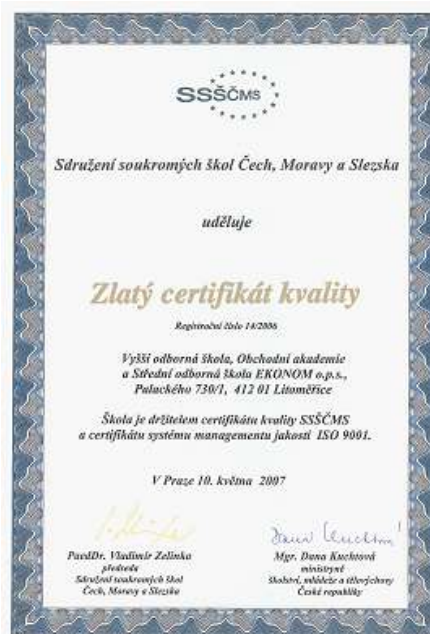 SSŠČMS
Sdružení soukromých škol Čech, Moravy a Slezska
uděluje
Zlatý certifikát kvality
Registrační číslo 14/2006
Vyšší odborná škola, Obchodní akademie
a Střední odborná škola EKONOM o.p.s.,
Palackého 730/1, 412 01 Litoměřice
Škola je držitelem certifikátu kvality SSŠČMS
a certifikátu systému managementu jakosti ISO 9001.
V Praze 10. května 2007
PaedDr. Vladimír Zelinka
předseda
Sdružení soukromých škol
Čech, Moravy a Slezska
Dana Kuchtová
Mgr. Dana Kuchtová
ministryně
školství, mládeže a tělovýchovy
České republiky